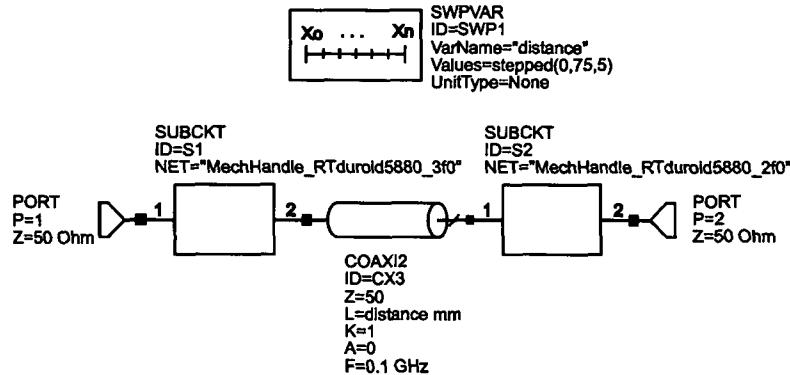 SWPVAR
ID=SWP1
VarName="distance"
Values=stepped(0,75,5)
UnitType=None
Xo ... Xn
SUBCKT
ID=S1
NET="MechHandle_RTduroid5880_3f0"
SUBCKT
ID=S2
NET="MechHandle_RTduroid5880_2f0"
PORT
P=1
Z=50 Ohm
1
2
1
2
PORT
P=2
Z=50 Ohm
COAXI2
ID=CX3
Z=50
L=distance mm
K=1
A=0
F=0.1 GHz